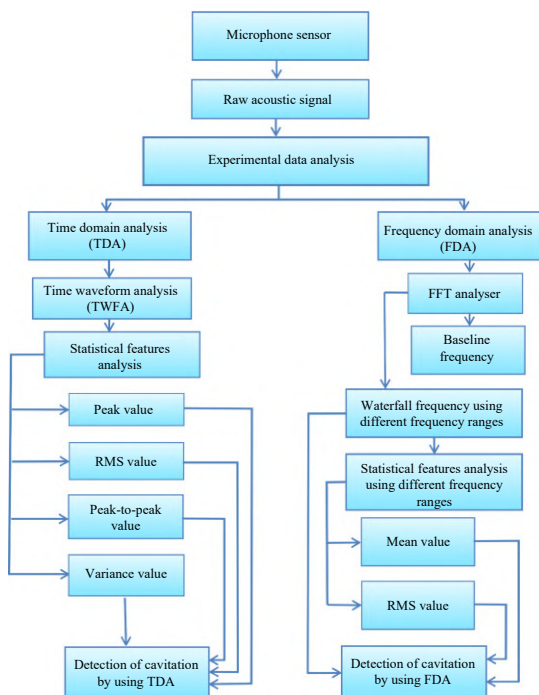 Microphone sensor
Raw acoustic signal
Experimental data analysis
Time domain analysis
(TDA)
Time waveform analysis
(TWFA)
Statistical features
analysis
Peak value
RMS value
Peak-to-peak
value
Variance value
Detection of cavitation
by using TDA
Frequency domain analysis
(FDA)
FFT analyser
Baseline
frequency
Waterfall frequency using
different frequency ranges
Statistical features analysis
using different frequency
ranges
Mean value
RMS value
Detection of cavitation
by using FDA